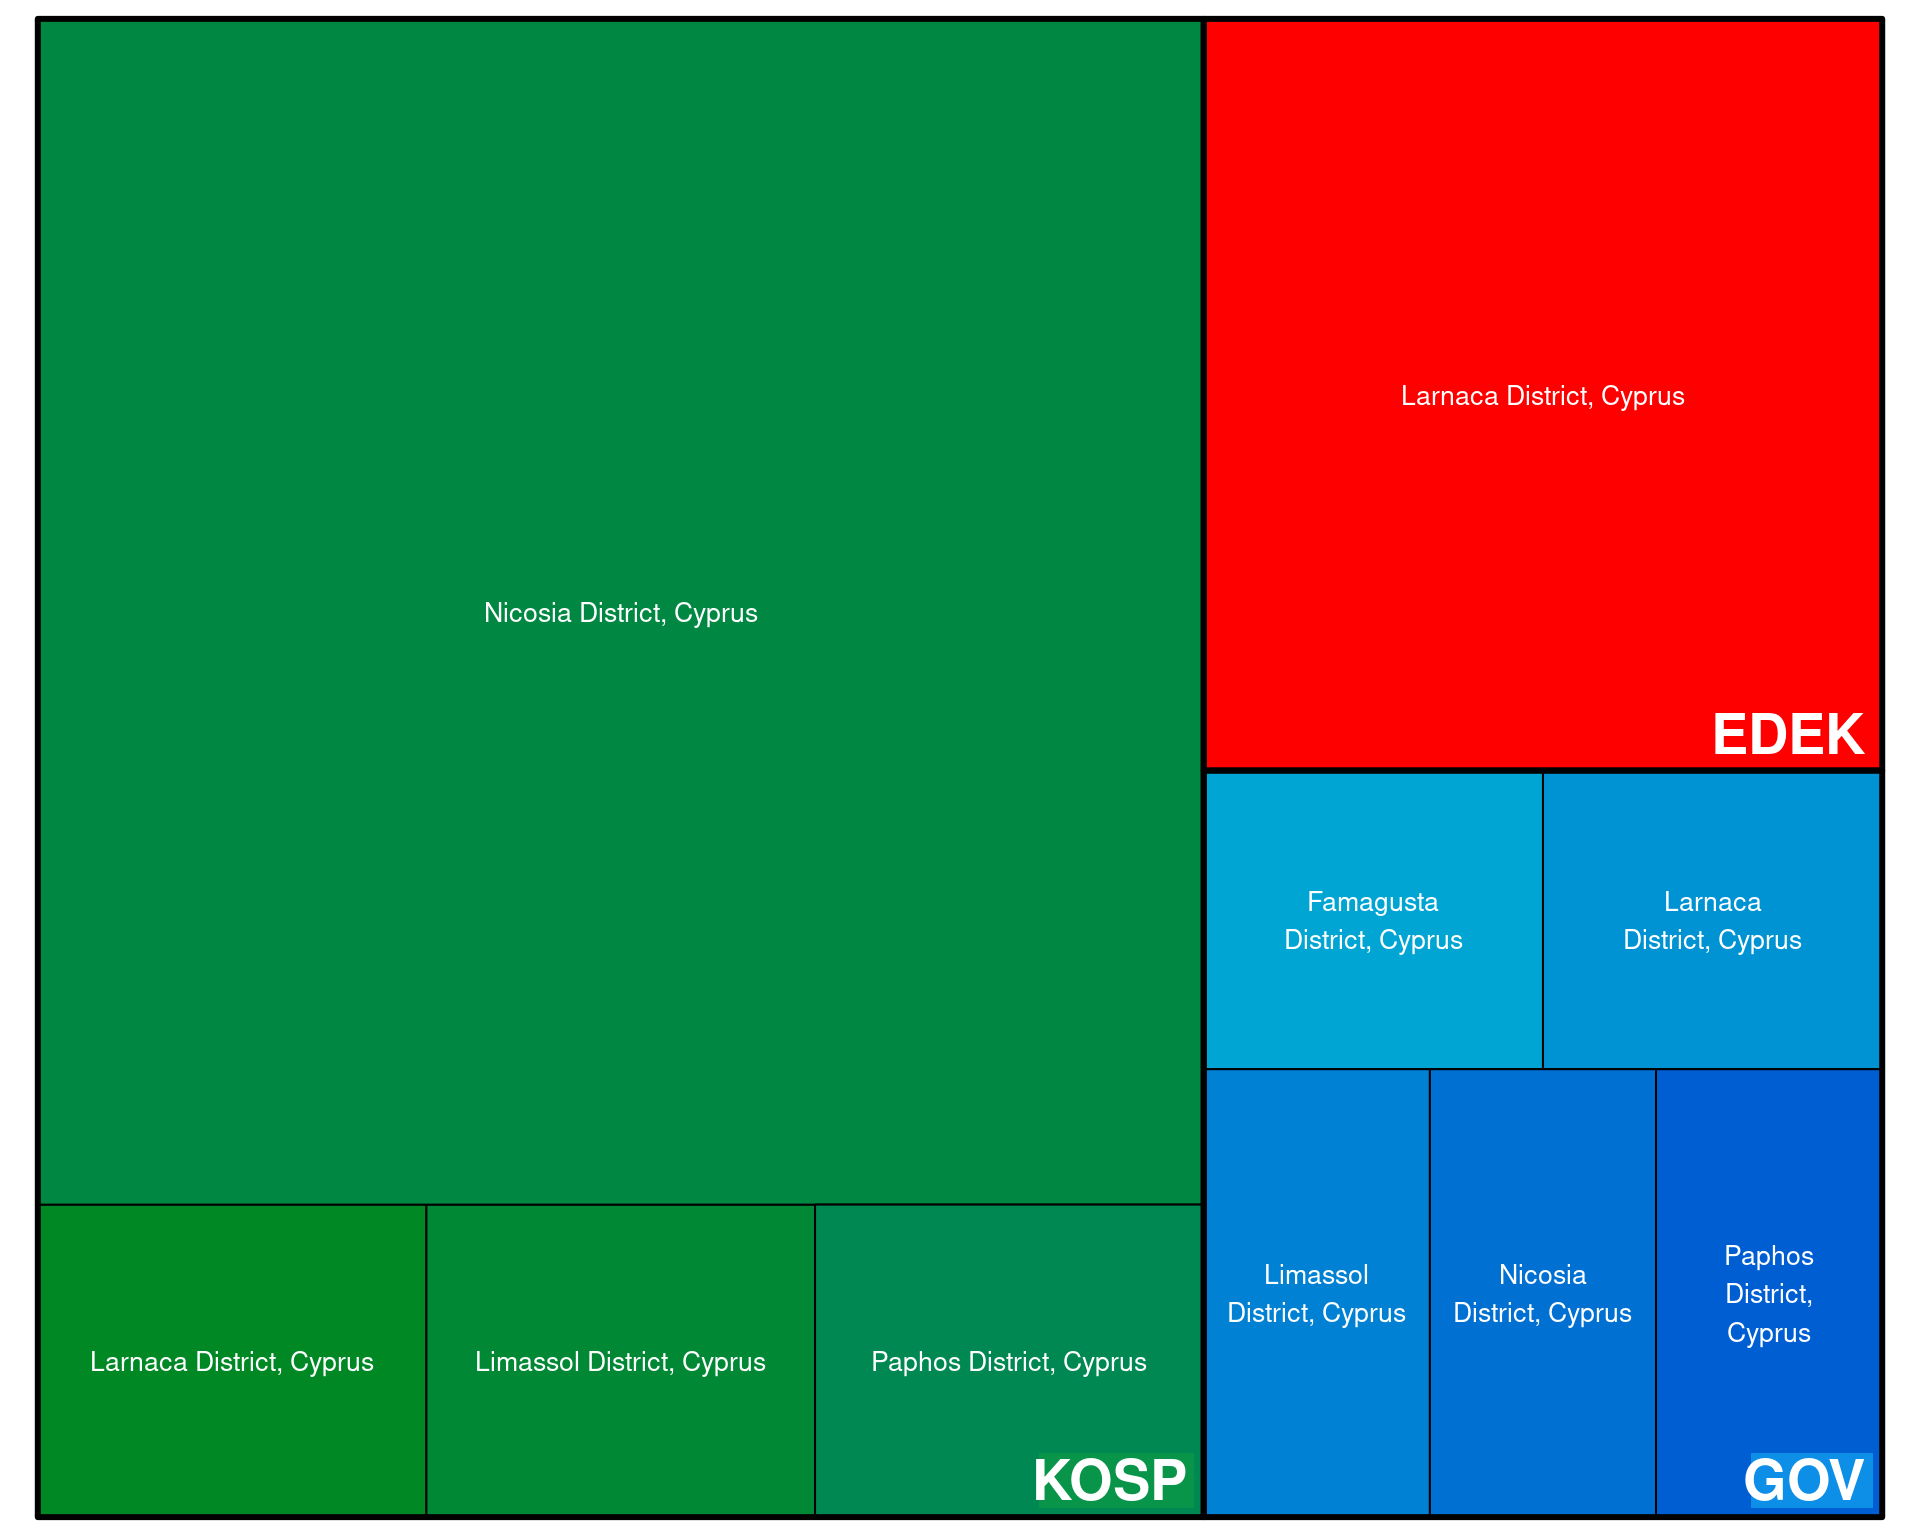 Nicosia District, Cyprus
Larnaca District, Cyprus
Limassol District, Cyprus
Paphos District, Cyprus
KOSP
Larnaca District, Cyprus
EDEK
Famagusta
District, Cyprus
Larnaca
District, Cyprus
Limassol
District, Cyprus
Nicosia
District, Cyprus
Paphos
District,
Cyprus
GOV